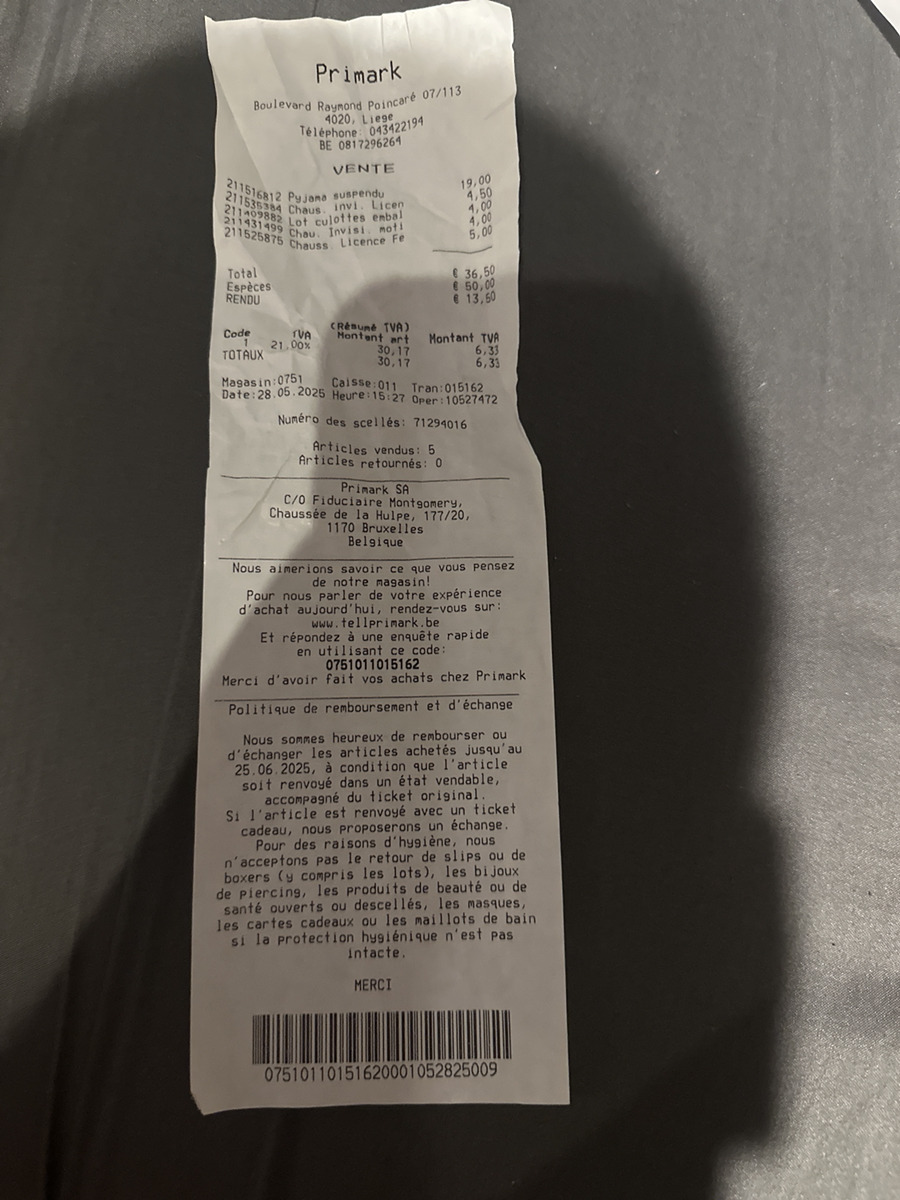 Primark
Boulevard Raymond Poincaré 07/113
4020, Liege
Téléphone: 043422194
BE 0817296264
VENTE
211516812 Pyjama suspendu 19,00
211535384 Chaus. invi. Licen 4,50
211409882 Lot culottes embal 4,00
211431499 Chau. Invisi. moti 4,00
211525875 Chauss Licence Fe 5,00
Total € 36,50
Espèces € 50,00
RENDU € 13,50
(Résumé TVA)
Code TVA Montant art Montant TVA
1 21.00% 30,17 6,33
TOTAUX 30,17 6,33
Magasin:0751 Caisse:011 Tran:015162
Date:28.05.2025 Heure:15:27 Oper:10527472
Numéro des scellés: 71294016
Articles vendus: 5
Articles retournés: 0
Primark SA
C/O Fiduciaire Montgomery,
Chaussée de la Hulpe, 177/20,
1170 Bruxelles
Belgique
Nous aimerions savoir ce que vous pensez
de notre magasin!
Pour nous parler de votre expérience
d'achat aujourd'hui, rendez-vous sur:
www.tellprimark.be
Et répondez à une enquête rapide
en utilisant ce code:
0751011015162
Merci d'avoir fait vos achats chez Primark
Politique de remboursement et d'échange
Nous sommes heureux de rembourser ou
d'échanger les articles achetés jusqu'au
25.06.2025, à condition que l'article
soit renvoyé dans un état vendable,
accompagné du ticket original.
Si l'article est renvoyé avec un ticket
cadeau, nous proposerons un échange.
Pour des raisons d'hygiène, nous
n'acceptons pas le retour de slips ou de
boxers (y compris les lots), les bijoux
de piercing, les produits de beauté ou de
santé ouverts ou descellés, les masques,
les cartes cadeaux ou les maillots de bain
si la protection hygiénique n'est pas
intacte.
MERCI
07510110151620001052825009